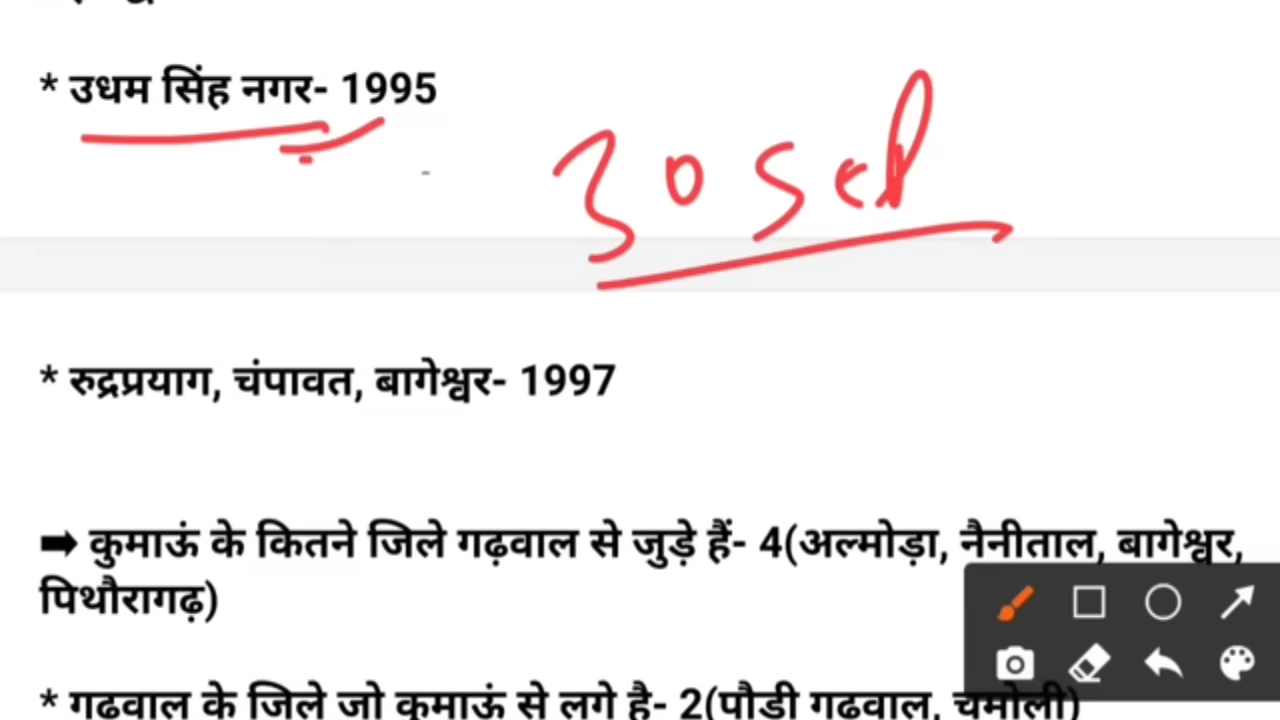 * उधम सिंह नगर- 1995
30 sep
* रुद्रप्रयाग, चंपावत, बागेश्वर- 1997
➡ कुमाऊं के कितने जिले गढ़वाल से जुड़े हैं- 4(अल्मोड़ा, नैनीताल, बागेश्वर,
पिथौरागढ़)
* गढवाल के जिले जो कुमाऊं से लगे है- 2(पौडी गढवाल, चमोली)